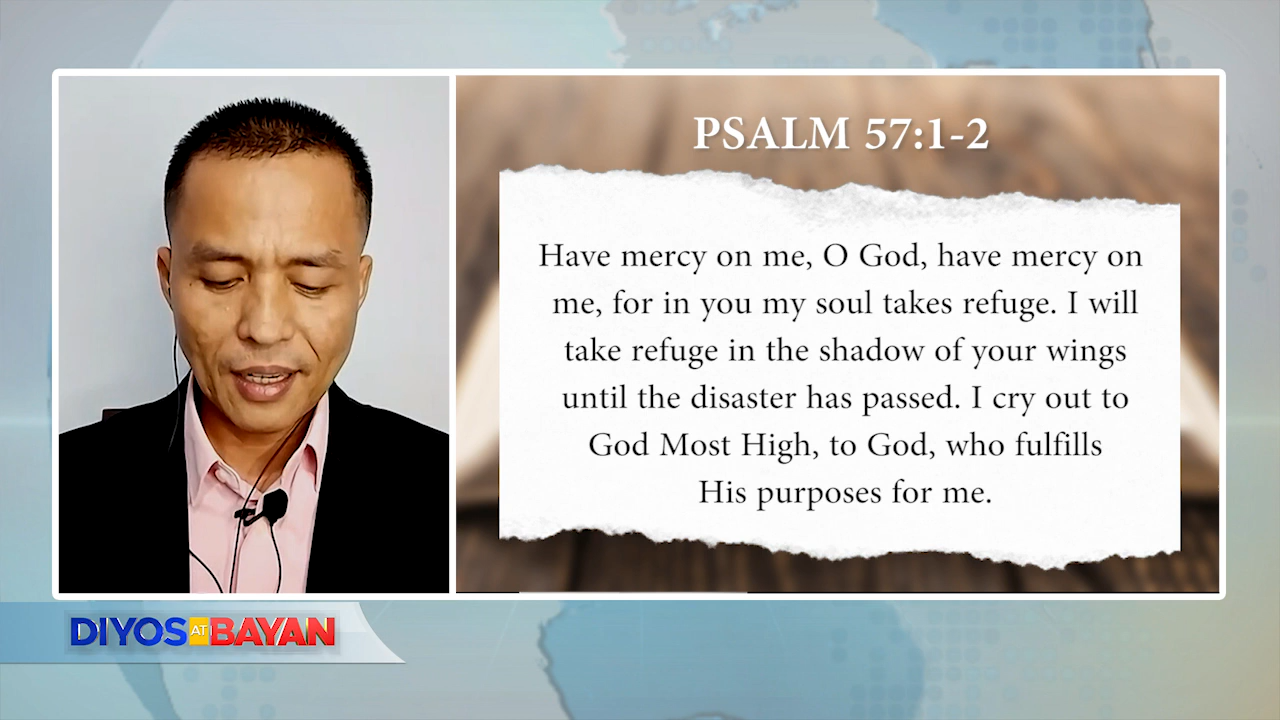 PSALM 57:1-2
Have mercy on me, O God, have mercy on
me, for in you my soul takes refuge. I will
take refuge in the shadow of your wings
until the disaster has passed. I cry out to
God Most High, to God, who fulfills
His purposes for me.
DIYOS AT BAYAN